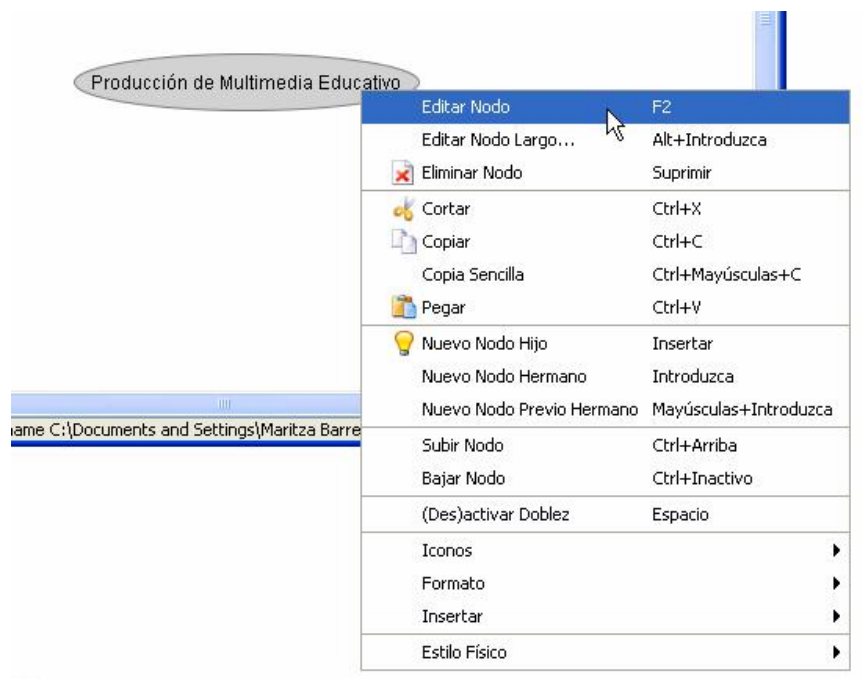 Producción de Multimedia Educativo
Editar Nodo F2
Editar Nodo Largo... Alt+Introduzca
Eliminar Nodo Suprimir
Cortar Ctrl+X
Copiar Ctrl+C
Copia Sencilla Ctrl+Mayúsculas+C
Pegar Ctrl+V
Nuevo Nodo Hijo Insertar
Nuevo Nodo Hermano Introduzca
Nuevo Nodo Previo Hermano Mayúsculas+Introduzca
ame C:\Documents and Settings\Maritza Barre
Subir Nodo Ctrl+Arriba
Bajar Nodo Ctrl+Inactivo
(Des)activar Doblez Espacio
Iconos
Formato
Insertar
Estilo Físico